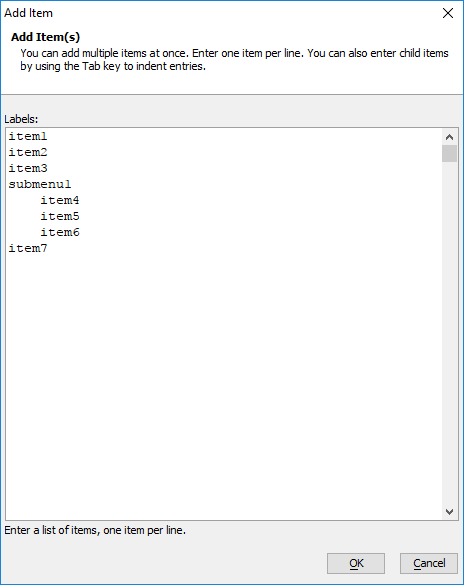 Add Item
Add Item(s)
You can add multiple items at once. Enter one item per line. You can also enter child items
by using the Tab key to indent entries.
Labels:
item1
item2
item3
submenu1
    item4
    item5
    item6
item7
Enter a list of items, one item per line.
OK
Cancel